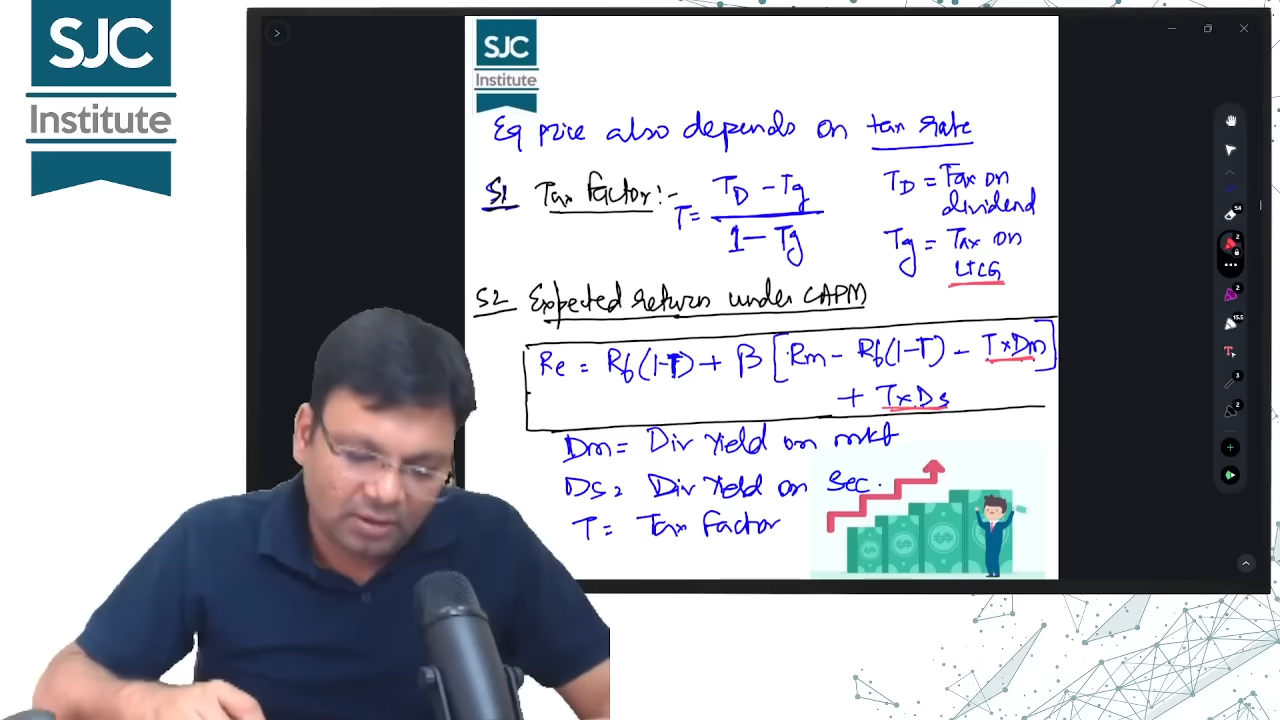 SJC
Institute
SJC
Institute
Eq price also depends on tax rate
S1 Tax Factor:- T = (TD - Tg) / (1 - Tg)
TD = Tax on dividend
Tg = Tax on LTCG
S2 Expected return under CAPM
Re = Rf(1-T) + β [Rm - Rf(1-T) - T×Dm]
+ T×Ds
Dm = Div Yield on mkt
Ds = Div Yield on Sec.
T = Tax Factor